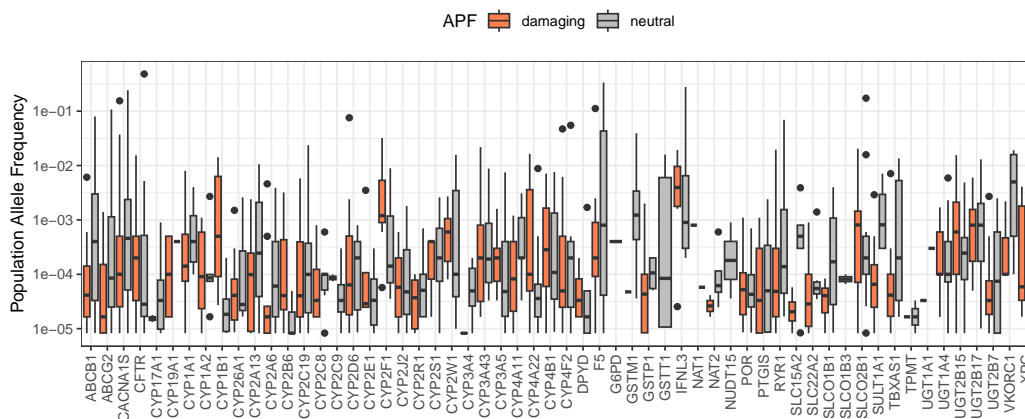 APF damaging neutral
Population Allele Frequency
1e−01
1e−02
1e−03
1e−04
1e−05
ABCB1
ABCG2
CACNA1S
CFTR
CYP17A1
CYP19A1
CYP1A1
CYP1A2
CYP1B1
CYP26A1
CYP2A13
CYP2A6
CYP2B6
CYP2C19
CYP2C8
CYP2C9
CYP2D6
CYP2E1
CYP2F1
CYP2J2
CYP2R1
CYP2S1
CYP2W1
CYP3A4
CYP3A43
CYP3A5
CYP4A11
CYP4A22
CYP4B1
CYP4F2
DPYD
F5
G6PD
GSTM1
GSTP1
GSTT1
IFNL3
NAT1
NAT2
NUDT15
POR
PTGIS
RYR1
SLC15A2
SLC22A2
SLCO1B1
SLCO1B3
SLCO2B1
SULT1A1
TBXAS1
TPMT
UGT1A1
UGT1A4
UGT2B15
UGT2B17
UGT2B7
VKORC1